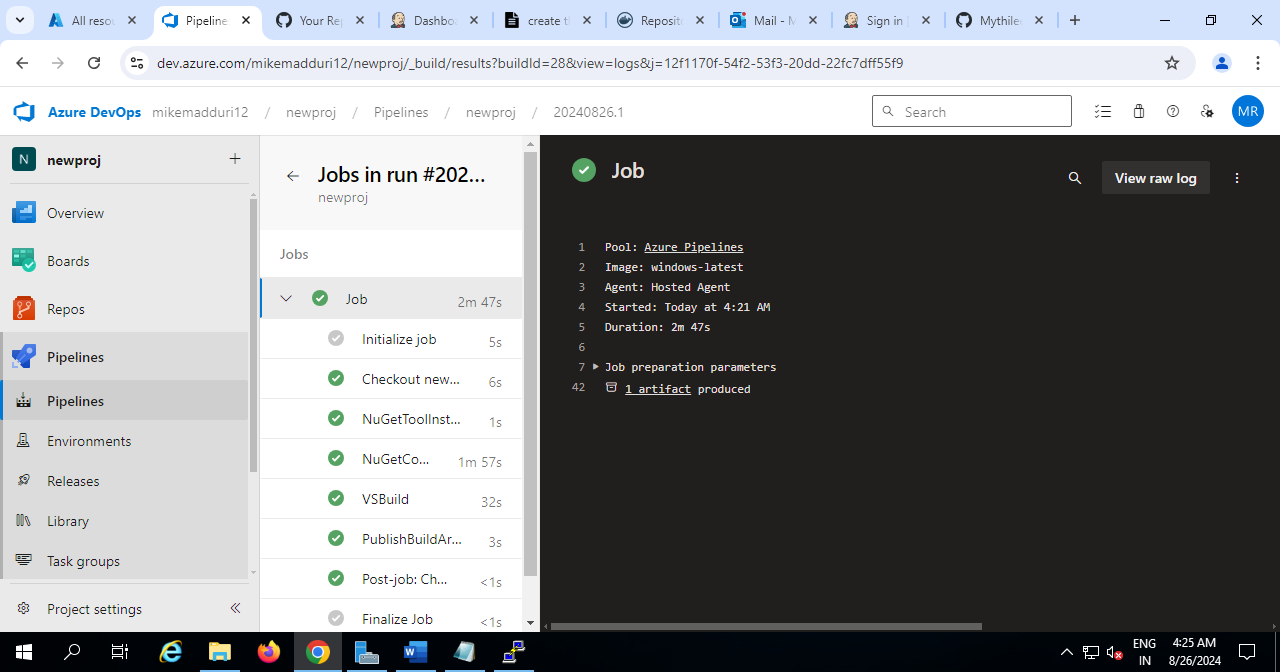 All resou
Pipeline
Your Rep
Dashboa
create th
Reposito
Mail - M
Sign in
Mythilee
dev.azure.com/mikemadduri12/newproj/_build/results?buildId=28&view=logs&j=12f1170f-54f2-53f3-20dd-22fc7dff55f9
Azure DevOps mikemadduri12 / newproj / Pipelines / newproj / 20240826.1
Search
MR
N newproj
Overview
Boards
Repos
Pipelines
Pipelines
Environments
Releases
Library
Task groups
Project settings
Jobs in run #202...
newproj
Jobs
Job 2m 47s
Initialize job 5s
Checkout new... 6s
NuGetToolInst... 1s
NuGetCo... 1m 57s
VSBuild 32s
PublishBuildAr... 3s
Post-job: Ch... <1s
Finalize Job <1s
Job
View raw log
1 Pool: Azure Pipelines
2 Image: windows-latest
3 Agent: Hosted Agent
4 Started: Today at 4:21 AM
5 Duration: 2m 47s
6
7 Job preparation parameters
42 1 artifact produced
ENG
IN
4:25 AM
8/26/2024